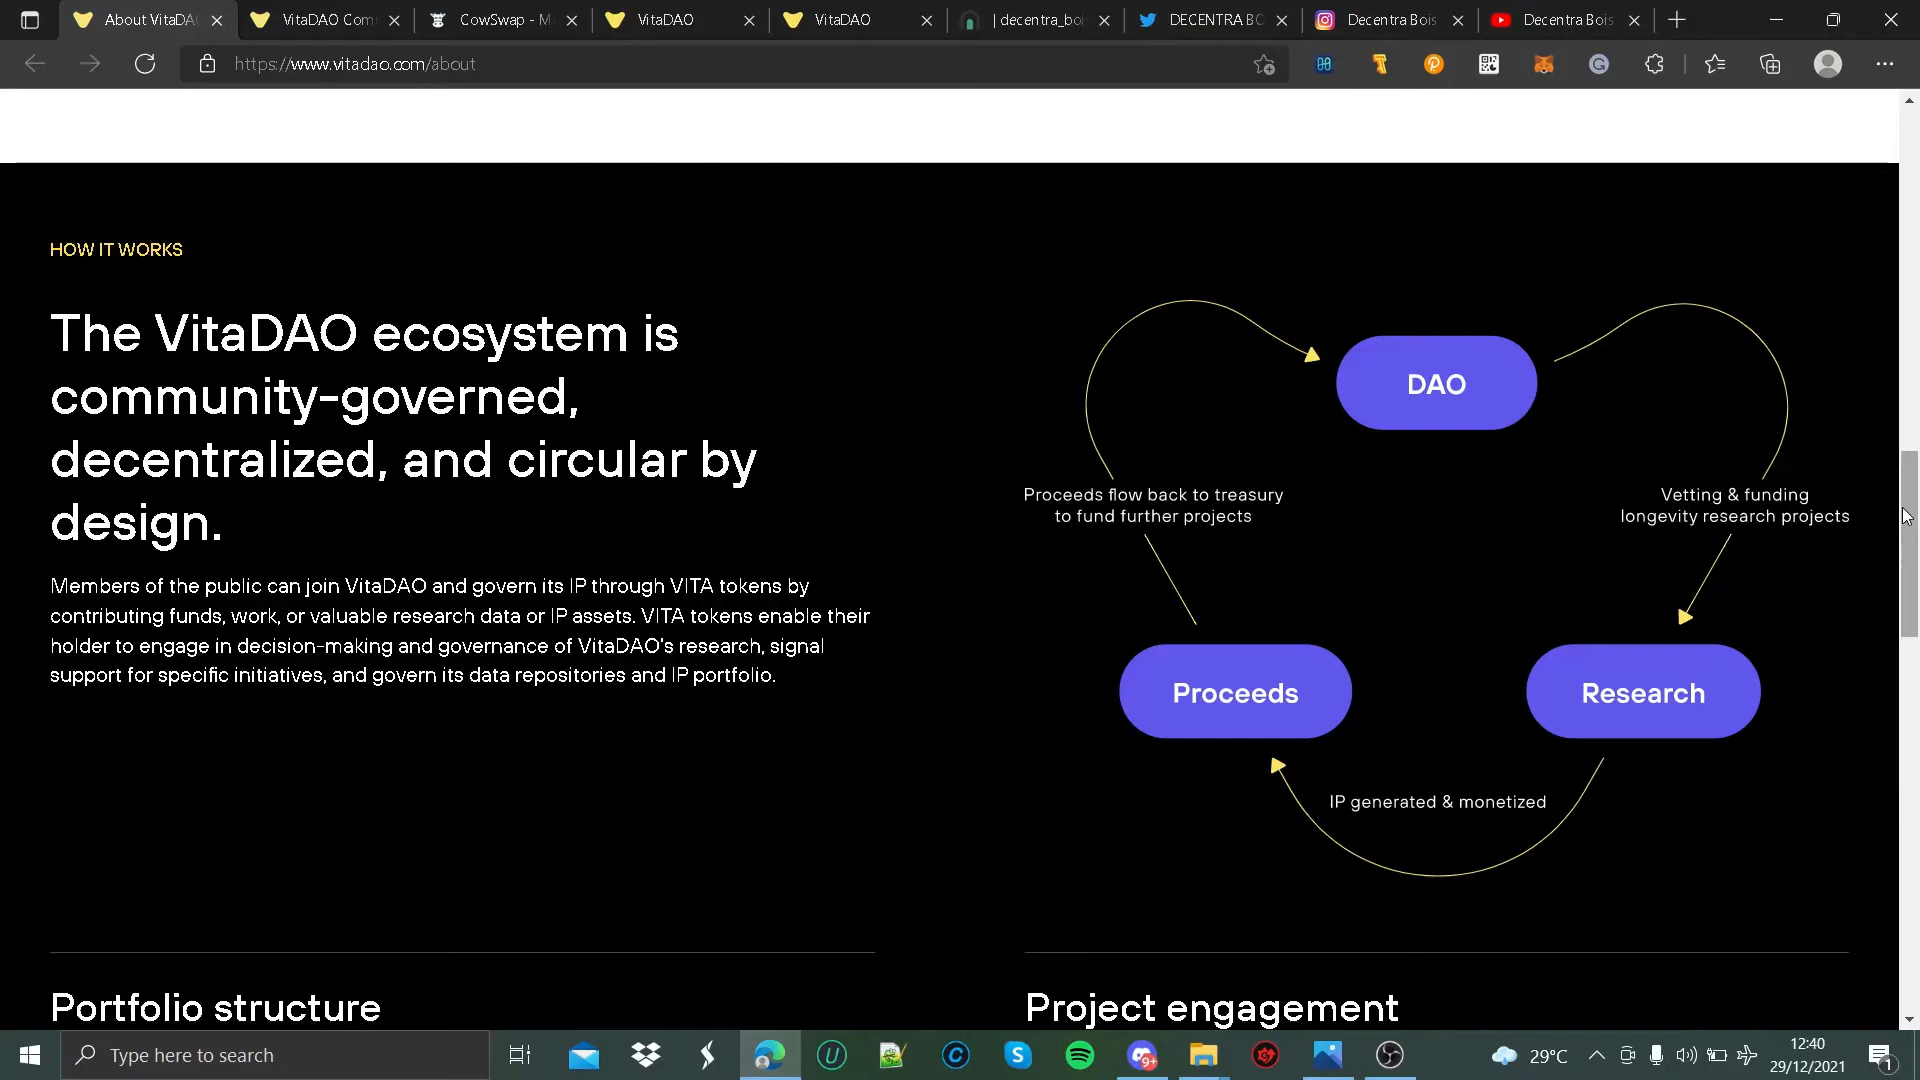 About VitaDA
VitaDAO Com
CowSwap - M
VitaDAO
VitaDAO
| decentra_boi
DECENTRA BO
Decentra Bois
Decentra Bois
https://www.vitadao.com/about
HOW IT WORKS
The VitaDAO ecosystem is
community-governed,
decentralized, and circular by
design.
Members of the public can join VitaDAO and govern its IP through VITA tokens by
contributing funds, work, or valuable research data or IP assets. VITA tokens enable their
holder to engage in decision-making and governance of VitaDAO's research, signal
support for specific initiatives, and govern its data repositories and IP portfolio.
DAO
Proceeds flow back to treasury
to fund further projects
Vetting & funding
longevity research projects
Proceeds
Research
IP generated & monetized
Portfolio structure
Project engagement
Type here to search
9+
29°C
12:40
29/12/2021
1